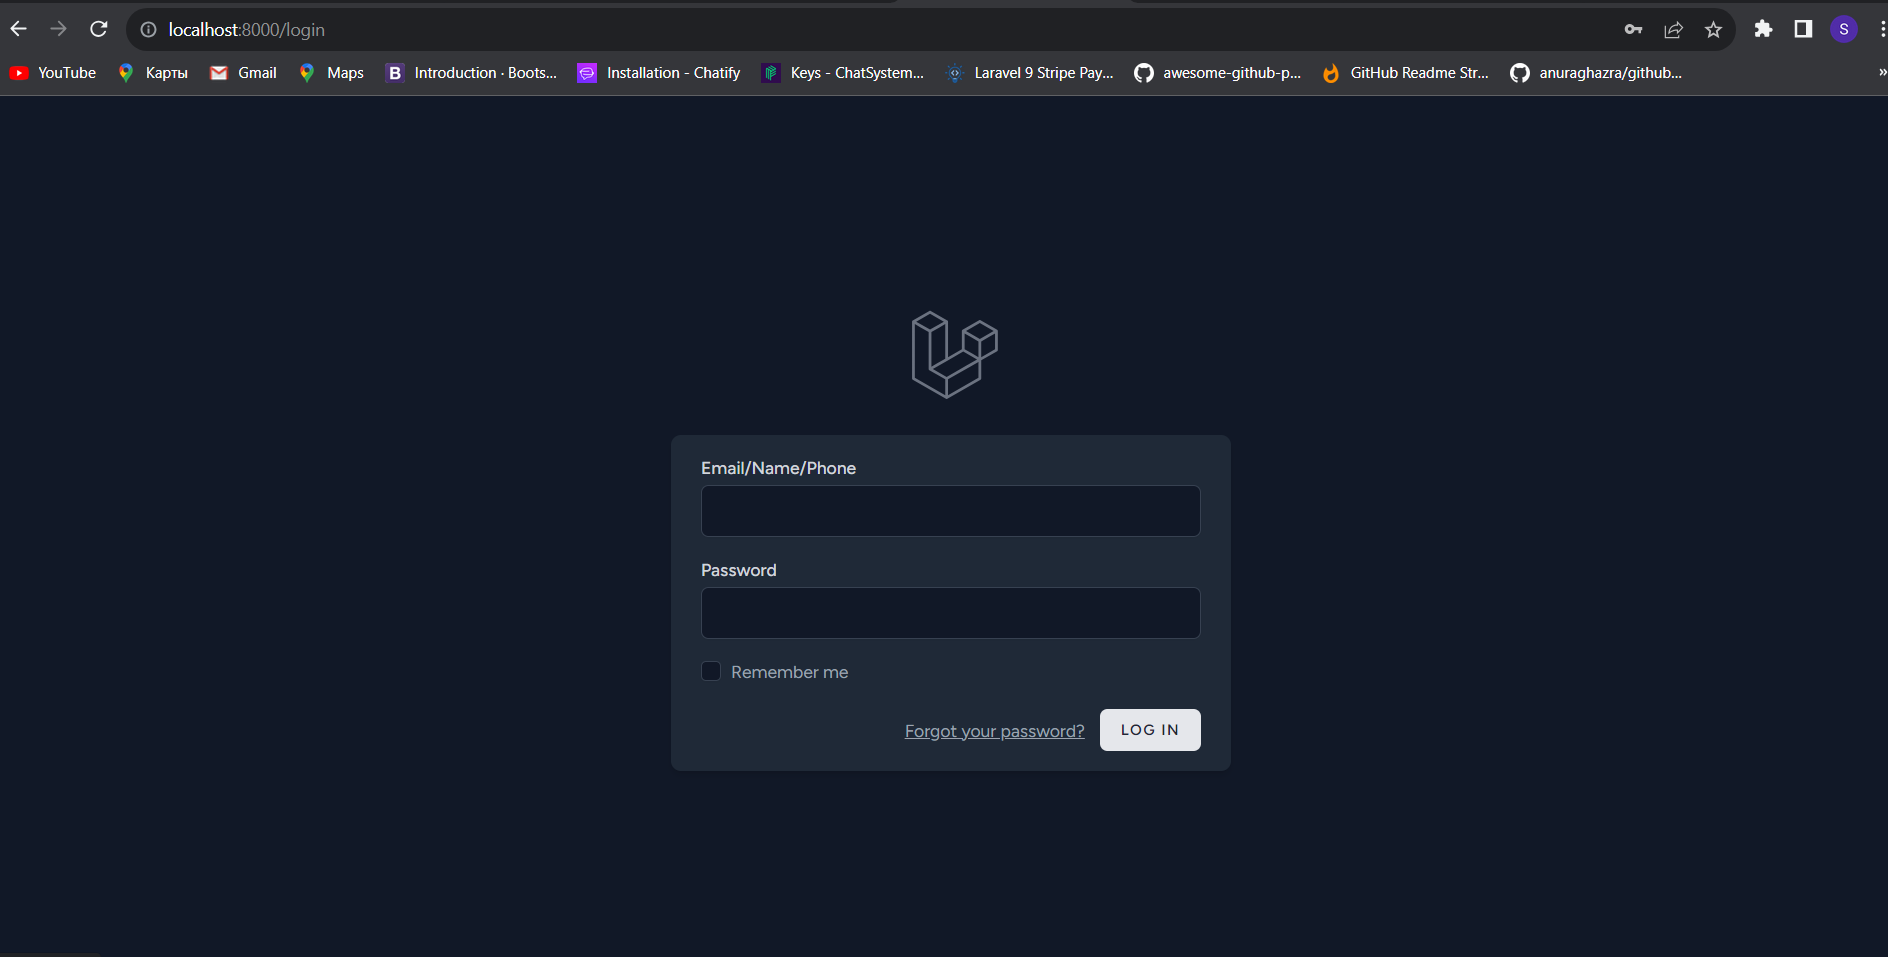 localhost:8000/login
S
YouTube Карты Gmail Maps B Introduction · Boots... Installation - Chatify Keys - ChatSystem... Laravel 9 Stripe Pay... awesome-github-p... GitHub Readme Str... anuraghazra/github... »
Email/Name/Phone
Password
Remember me
Forgot your password? LOG IN